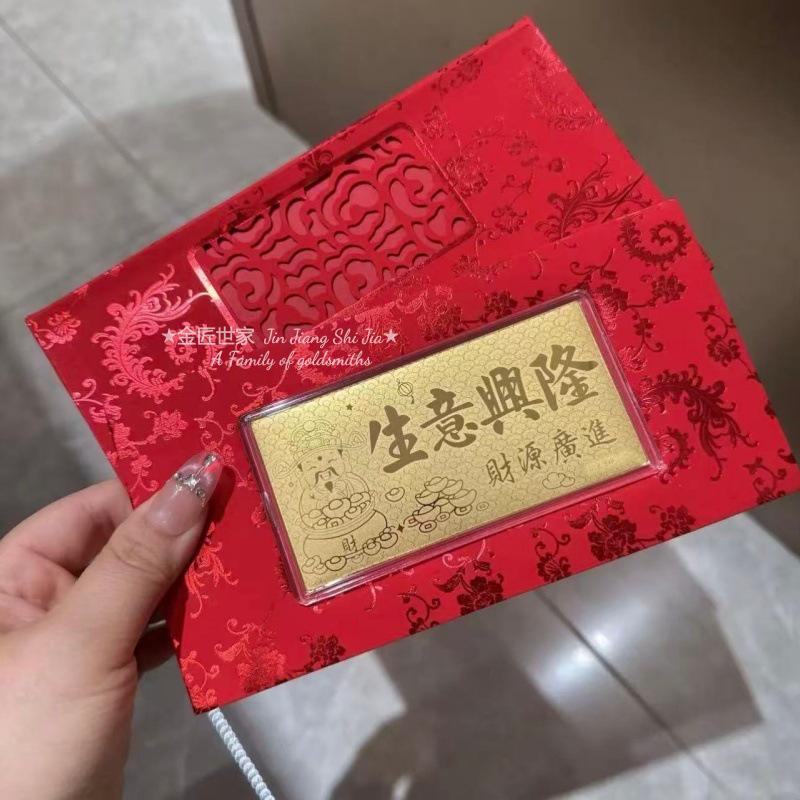 ★金匠世家 Jin Jiang Shi Jia★
A Family of goldsmiths
生意興隆
財源廣進
財